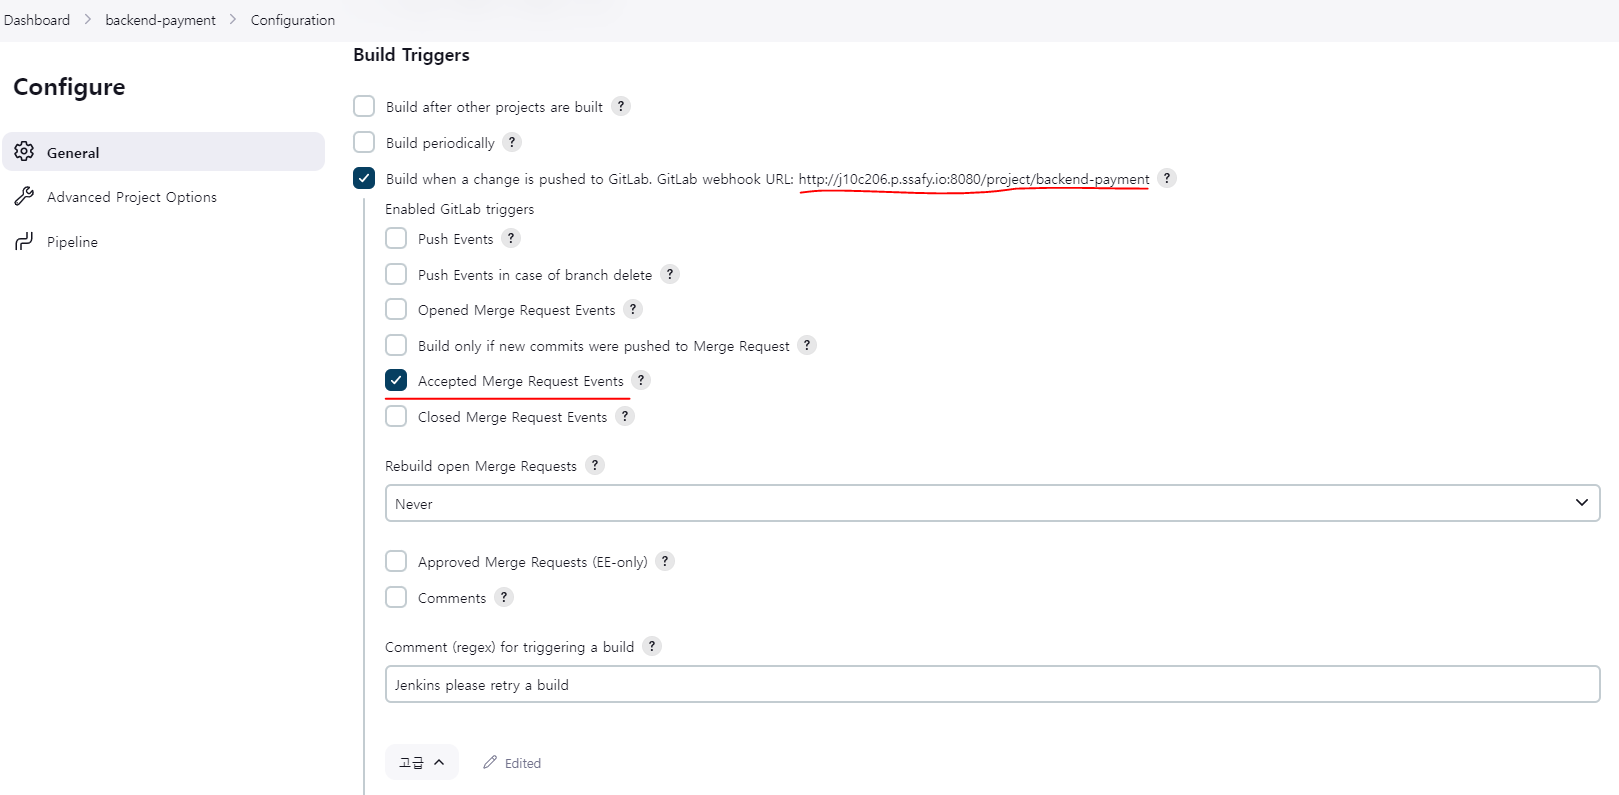 Dashboard > backend-payment > Configuration
Configure
General
Advanced Project Options
Pipeline
Build Triggers
Build after other projects are built ?
Build periodically ?
Build when a change is pushed to GitLab. GitLab webhook URL: http://j10c206.p.ssafy.io:8080/project/backend-payment ?
Enabled GitLab triggers
Push Events ?
Push Events in case of branch delete ?
Opened Merge Request Events ?
Build only if new commits were pushed to Merge Request ?
Accepted Merge Request Events ?
Closed Merge Request Events ?
Rebuild open Merge Requests ?
Never
Approved Merge Requests (EE-only) ?
Comments ?
Comment (regex) for triggering a build ?
Jenkins please retry a build
고급 Edited